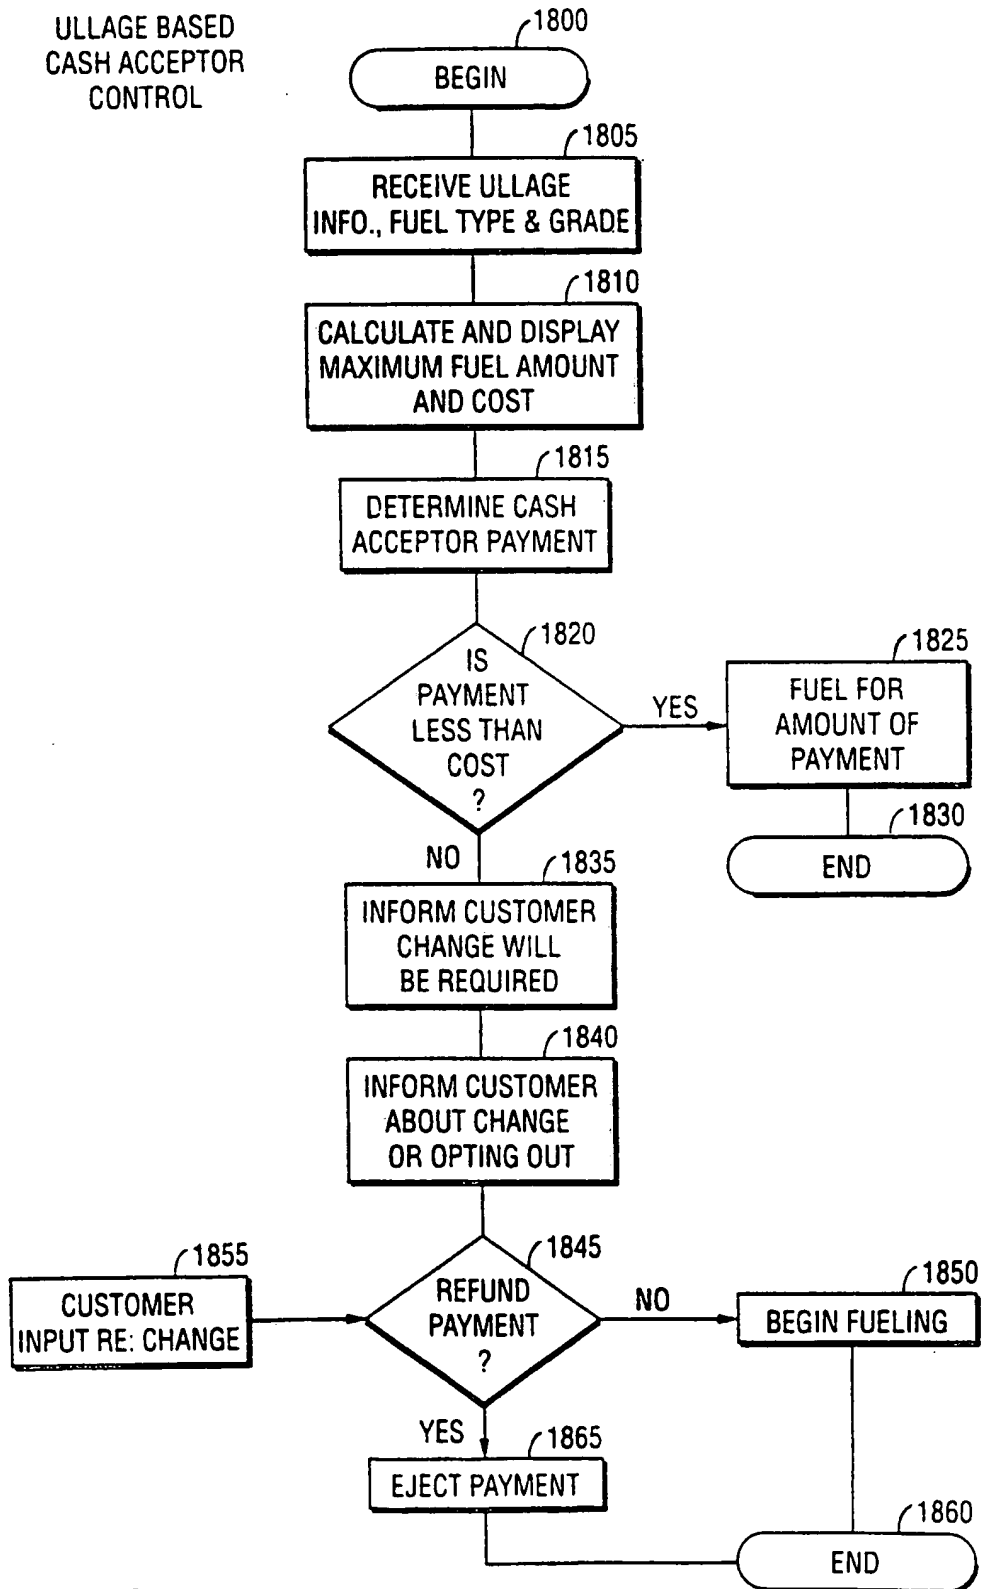 ULLAGE BASED
CASH ACCEPTOR
CONTROL
1800
BEGIN
1805
RECEIVE ULLAGE
INFO., FUEL TYPE & GRADE
1810
CALCULATE AND DISPLAY
MAXIMUM FUEL AMOUNT
AND COST
1815
DETERMINE CASH
ACCEPTOR PAYMENT
1820
IS
PAYMENT
LESS THAN
COST
?
YES
1825
FUEL FOR
AMOUNT OF
PAYMENT
1830
END
NO
1835
INFORM CUSTOMER
CHANGE WILL
BE REQUIRED
1840
INFORM CUSTOMER
ABOUT CHANGE
OR OPTING OUT
1855
CUSTOMER
INPUT RE: CHANGE
1845
REFUND
PAYMENT
?
NO
1850
BEGIN FUELING
YES
1865
EJECT PAYMENT
1860
END